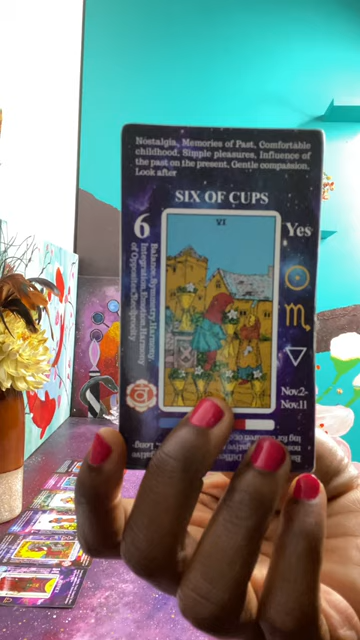 Nostalgia, Memories of Past, Comfortable
childhood, Simple pleasures, Influence of
the past on the present, Gentle compassion,
Look after
SIX OF CUPS
6
VI
Yes
Balance, Symmetry, Harmony,
Integration, Emotion, Harmony
of Opposites, Reciprocity
Nov.2-
Nov.11